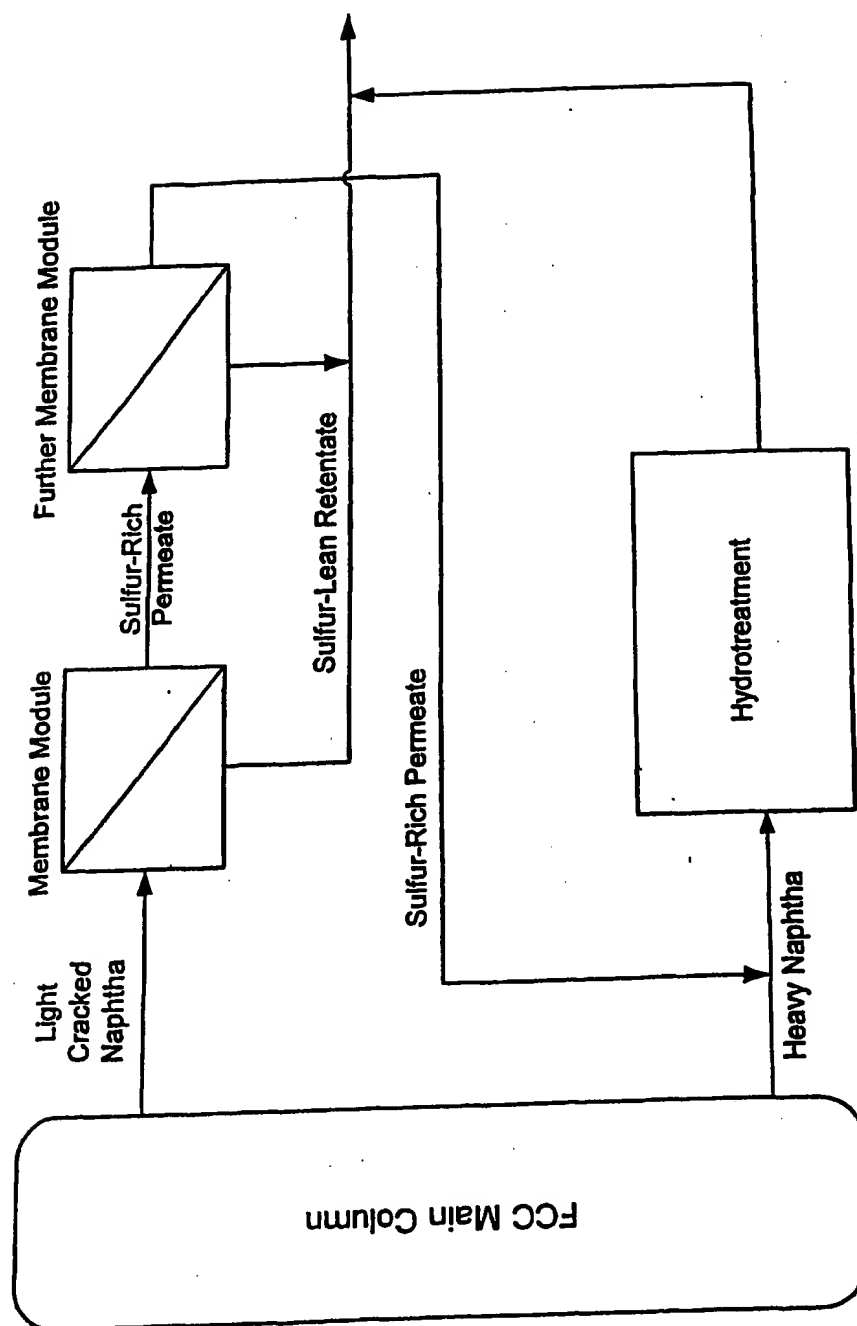 FCC Main Column
Light
Cracked
Naphtha
Membrane Module
Sulfur-Rich
Permeate
Further Membrane Module
Sulfur-Lean Retentate
Sulfur-Rich Permeate
Heavy Naphtha
Hydrotreatment